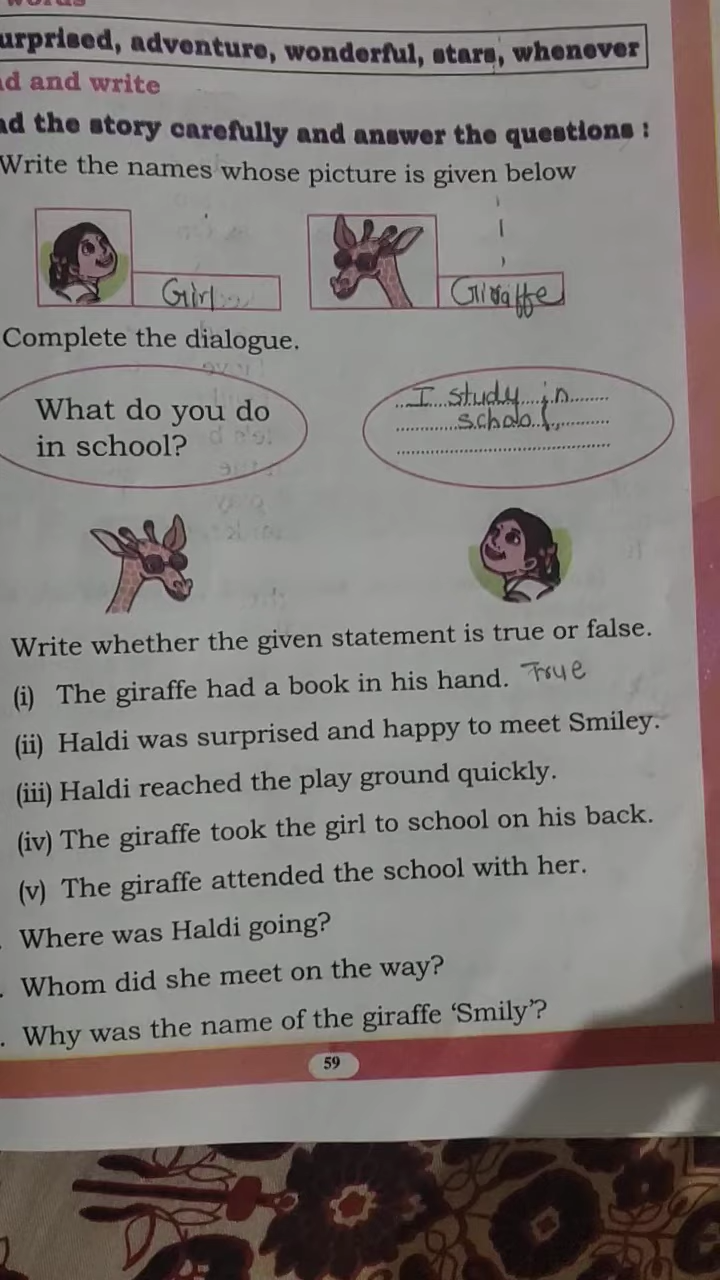 words
urprised, adventure, wonderful, stars, whenever
d and write
ad the story carefully and answer the questions :
Write the names whose picture is given below
Girl
Giraffe
Complete the dialogue.
What do you do
in school?
I study in
school
Write whether the given statement is true or false.
(i) The giraffe had a book in his hand. True
(ii) Haldi was surprised and happy to meet Smiley.
(iii) Haldi reached the play ground quickly.
(iv) The giraffe took the girl to school on his back.
(v) The giraffe attended the school with her.
. Where was Haldi going?
. Whom did she meet on the way?
. Why was the name of the giraffe ‘Smily’?
59